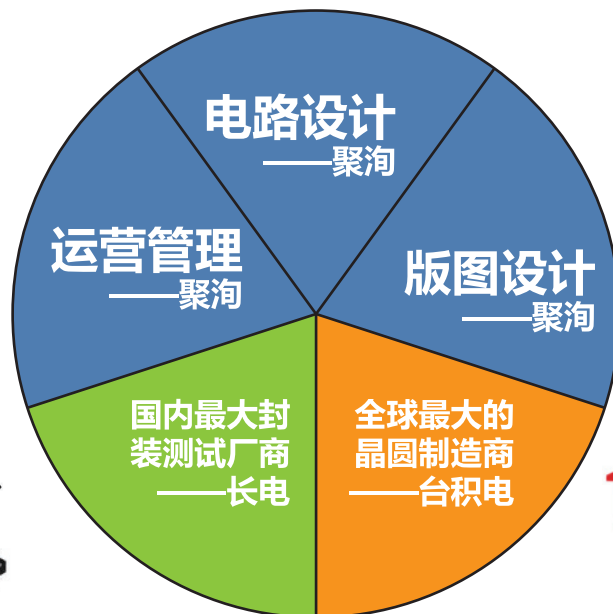 电路设计
——聚洵
运营管理
——聚洵
版图设计
——聚洵
国内最大封
装测试厂商
——长电
全球最大的
晶圆制造商
——台积电